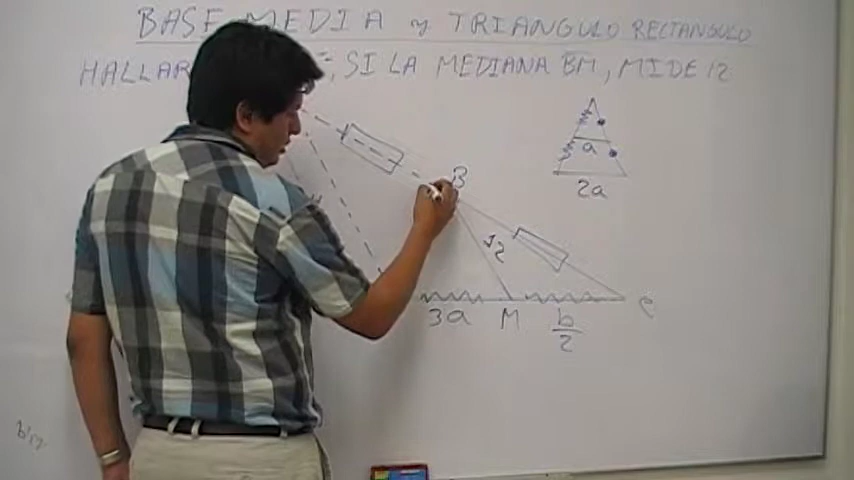 BASE MEDIA y TRIANGULO RECTANGULO
HALLAR , SI LA MEDIANA BM, MIDE 12
a
2a
B
12
3a M b/2 C